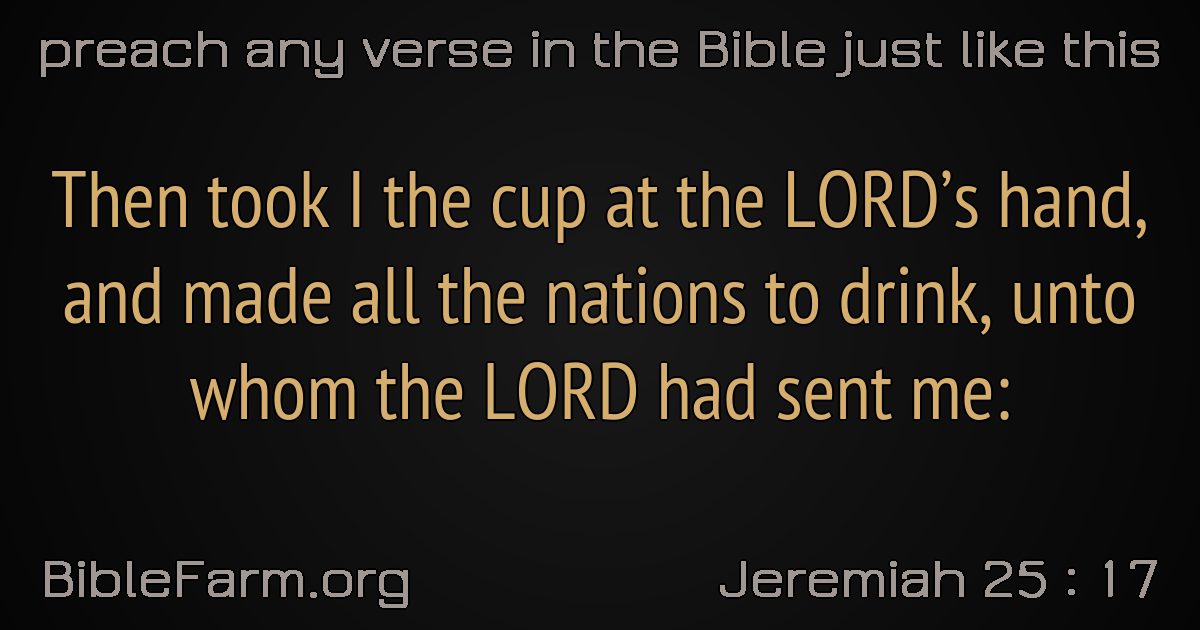 preach any verse in the Bible just like this
Then took I the cup at the LORD’s hand,
and made all the nations to drink, unto
whom the LORD had sent me:
BibleFarm.org
Jeremiah 25 : 17